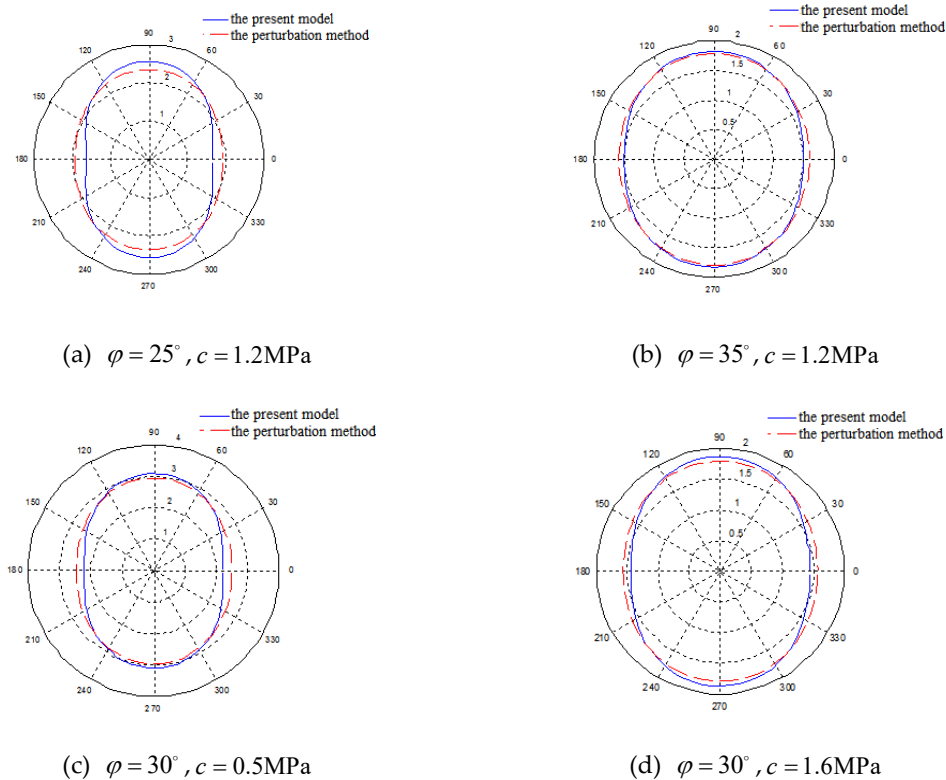 the present model
the perturbation method
90 3
120 60
2
150 30
1
180 0
210 330
240 300
270
(a) φ = 25°, c = 1.2MPa
the present model
the perturbation method
90 2
120 60
1.5
150 1 30
0.5
180 0
210 330
240 300
270
(b) φ = 35°, c = 1.2MPa
the present model
the perturbation method
90 4
120 60
3
150 2 30
1
180 0
210 330
240 300
270
(c) φ = 30°, c = 0.5MPa
the present model
the perturbation method
90 2
120 60
1.5
150 1 30
0.5
180 0
210 330
240 300
270
(d) φ = 30°, c = 1.6MPa